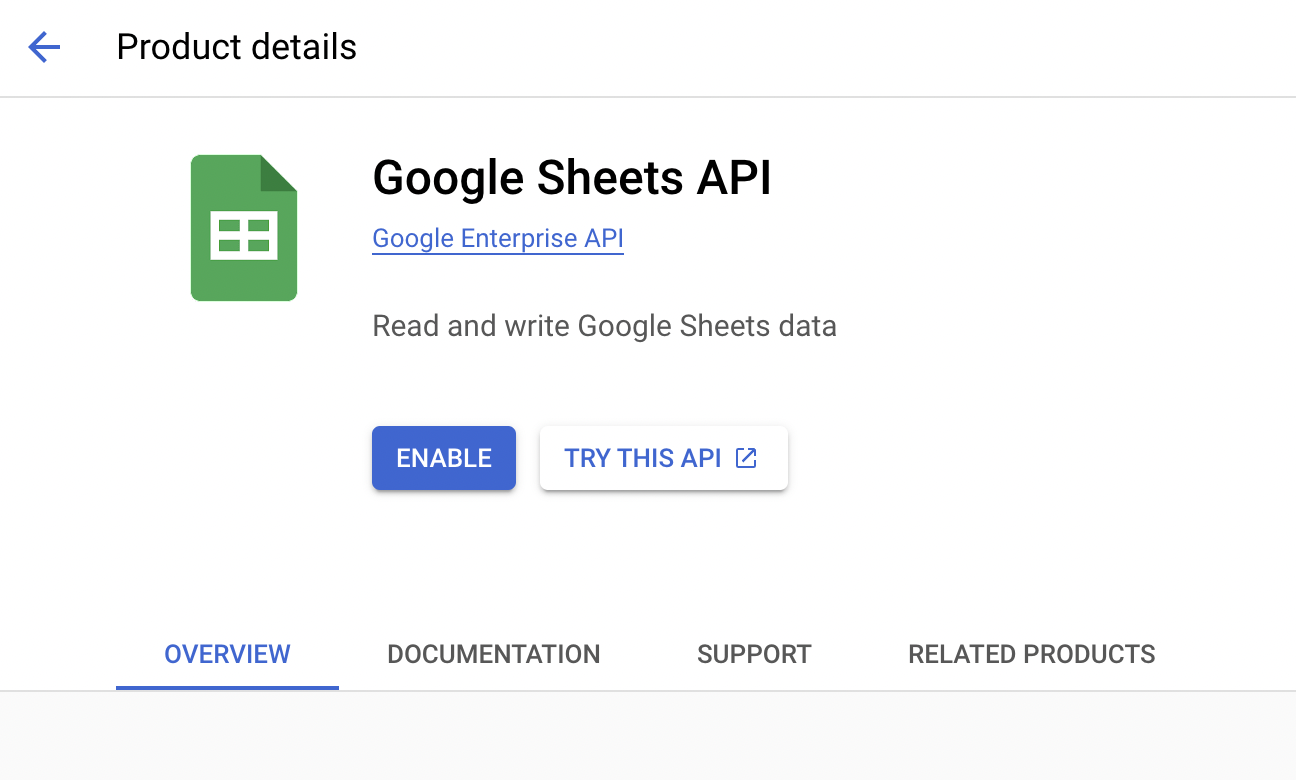 Product details
Google Sheets API
Google Enterprise API
Read and write Google Sheets data
ENABLE TRY THIS API
OVERVIEW DOCUMENTATION SUPPORT RELATED PRODUCTS